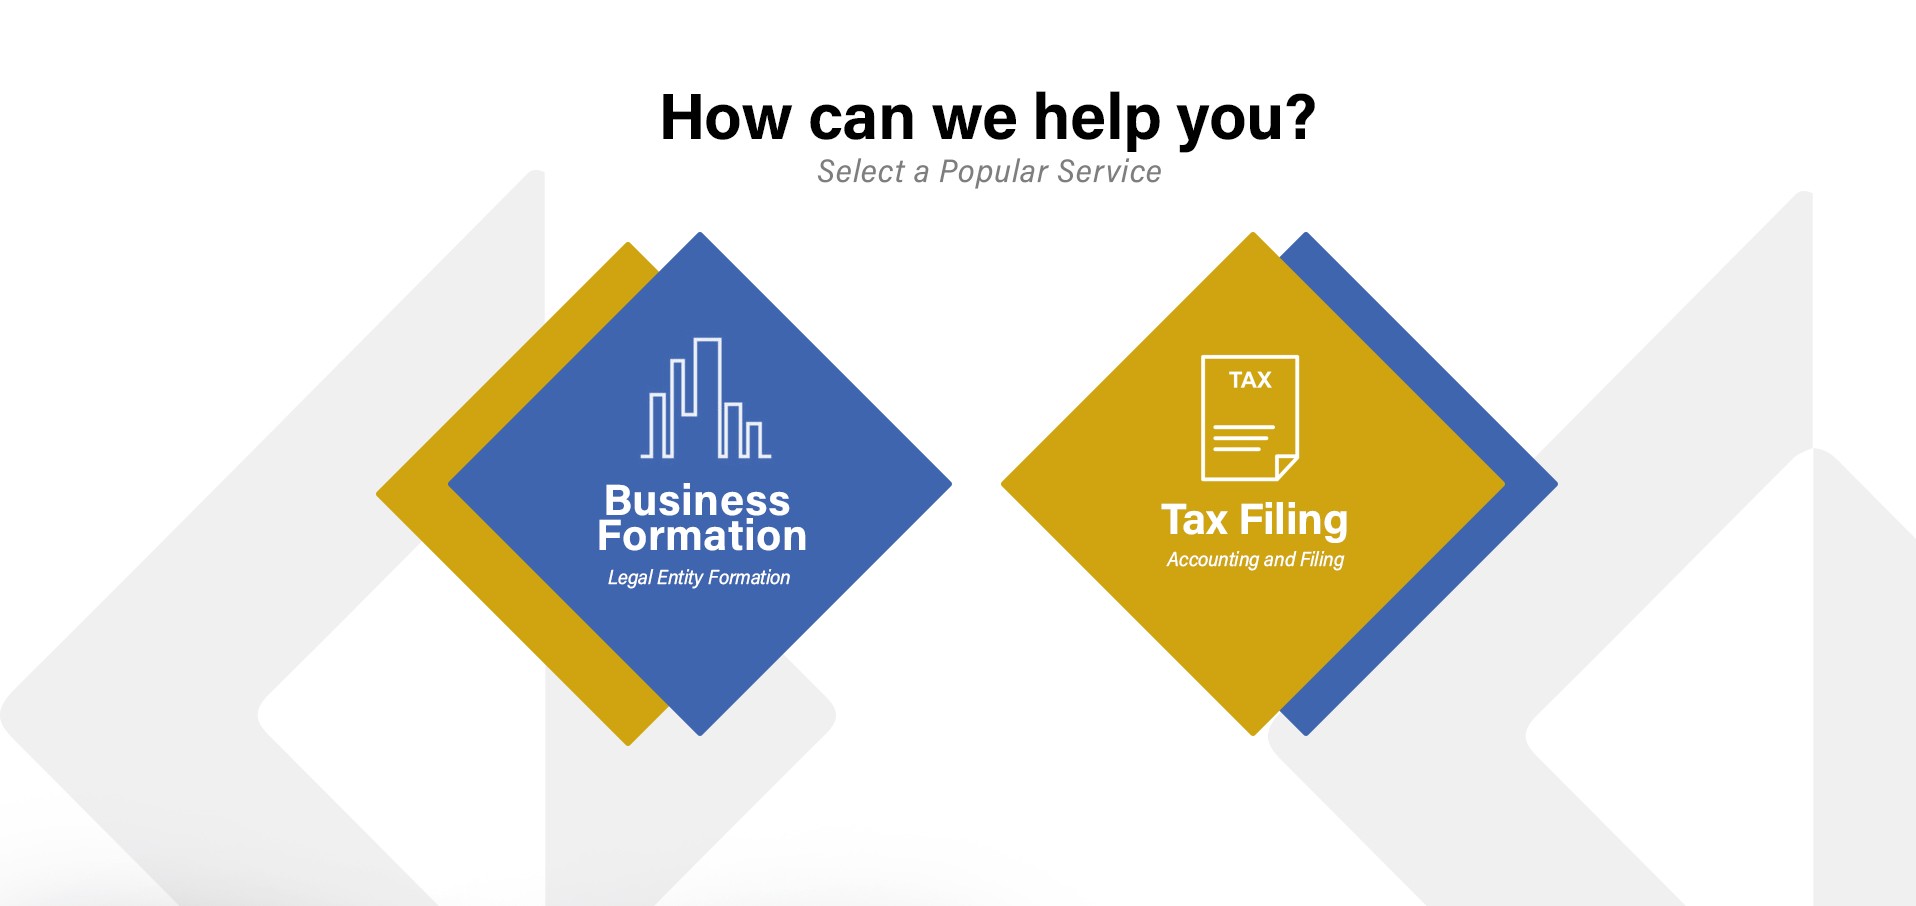 How can we help you?
Select a Popular Service
Business
Formation
Legal Entity Formation
TAX
Tax Filing
Accounting and Filing